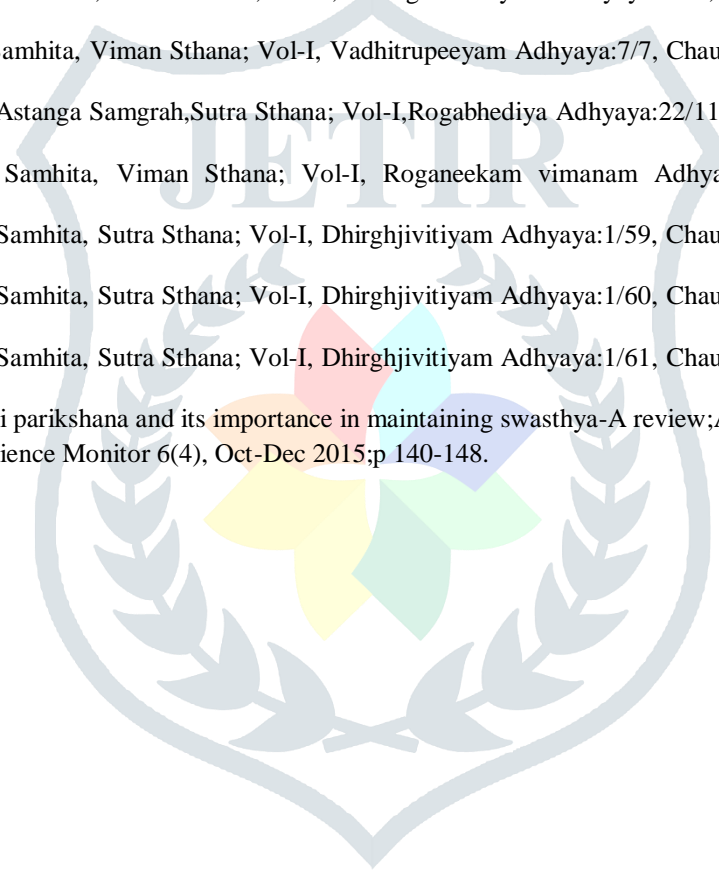 Samhita, Viman Sthana; Vol-I, Vadhitrupeeyam Adhyaya:7/7, Chau
Astanga Samgrah,Sutra Sthana; Vol-I,Rogabhediya Adhyaya:22/11
Samhita, Viman Sthana; Vol-I, Roganeekam vimanam Adhya
JETIR
Samhita, Sutra Sthana; Vol-I, Dhirghjivitiyam Adhyaya:1/59, Chau
Samhita, Sutra Sthana; Vol-I, Dhirghjivitiyam Adhyaya:1/60, Chau
Samhita, Sutra Sthana; Vol-I, Dhirghjivitiyam Adhyaya:1/61, Chau
i parikshana and its importance in maintaining swasthya-A review;A
ience Monitor 6(4), Oct-Dec 2015;p 140-148.